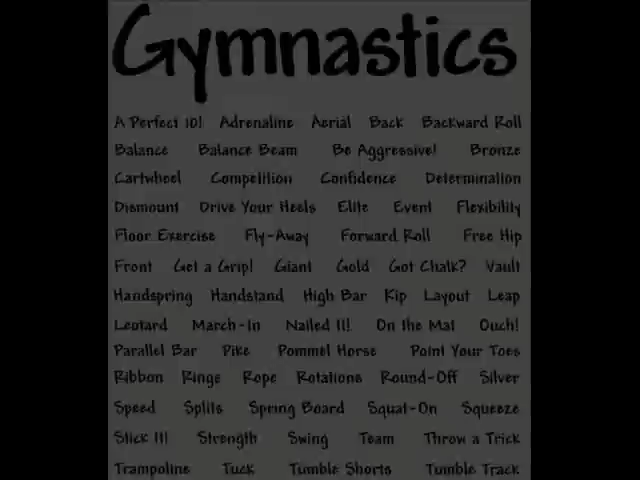 Gymnastics
A Perfect 10! Adrenaline Aerial Back Backward Roll
Balance Balance Beam Be Aggressive! Bronze
Cartwheel Competition Confidence Determination
Dismount Drive Your Heels Elite Event Flexibility
Floor Exercise Fly-Away Forward Roll Free Hip
Front Get a Grip! Giant Gold Got Chalk? Vault
Handspring Handstand High Bar Kip Layout Leap
Leotard March-In Nailed It! On the Mat Ouch!
Parallel Bar Pike Pommel Horse Point Your Toes
Ribbon Rings Rope Rotations Round-Off Silver
Speed Splits Spring Board Squat-On Squeeze
Stick It! Strength Swing Team Throw a Trick
Trampoline Tuck Tumble Shorts Tumble Track